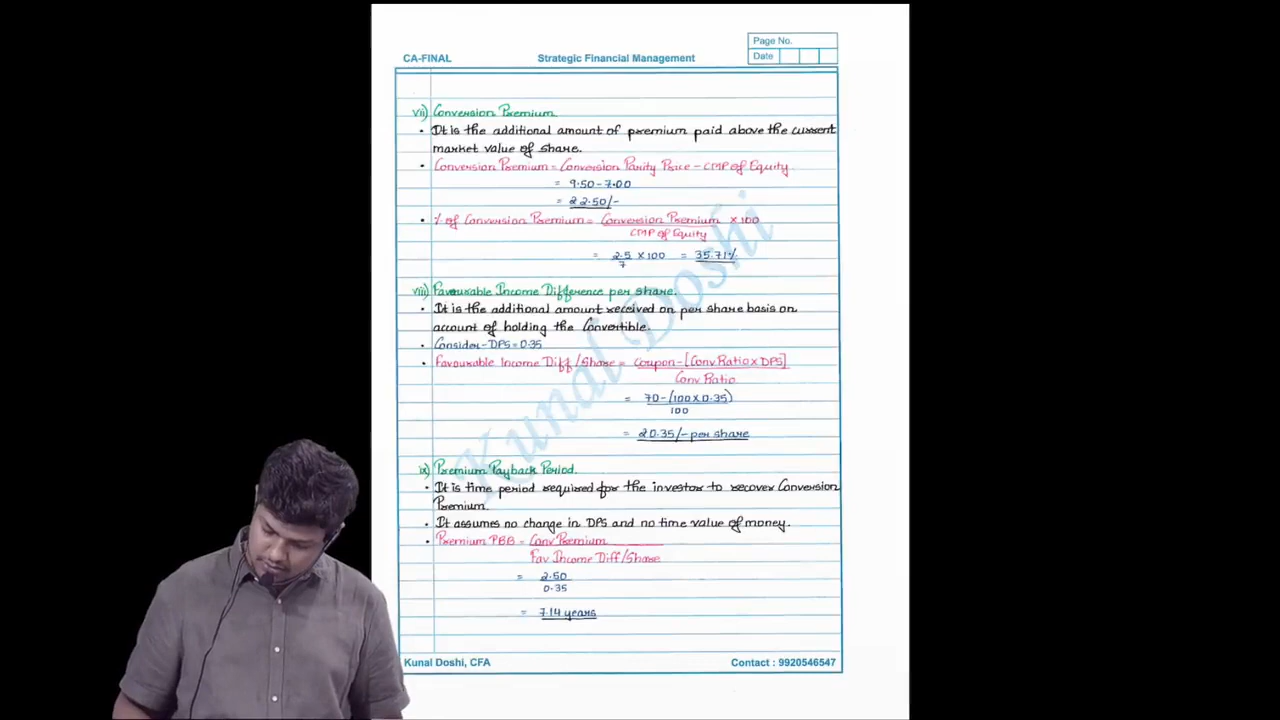 Page No.
CA-FINAL Strategic Financial Management Date
vii) Conversion Premium.
• It is the additional amount of premium paid above the current
market value of share.
• Conversion Premium = Conversion Parity Price - CMP of Equity.
= 9.50 - 7.00
= ₹2.50/-
• % of Conversion Premium = Conversion Premium × 100
CMP of Equity
= 2.5 × 100 = 35.71%
7
viii) Favourable Income Difference per share.
• It is the additional amount received on per share basis on
account of holding the Convertible.
• Consider - DPS = 0.35
• Favourable Income Diff/Share = Coupon - [Conv Ratio × DPS]
Conv Ratio
= 70 - (100 × 0.35)
100
= ₹0.35/- per share
ix) Premium Payback Period.
• It is time period required for the investor to recover Conversion
Premium.
• It assumes no change in DPS and no time value of money.
• Premium PBB = Conv Premium
Fav Income Diff/Share
= 2.50
0.35
= 7.14 years
Kunal Doshi
Kunal Doshi, CFA Contact : 9920546547